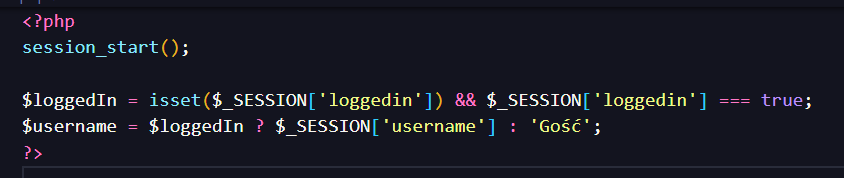 <?php
session_start();
$loggedIn = isset($_SESSION['loggedin']) && $_SESSION['loggedin'] === true;
$username = $loggedIn ? $_SESSION['username'] : 'Gość';
?>